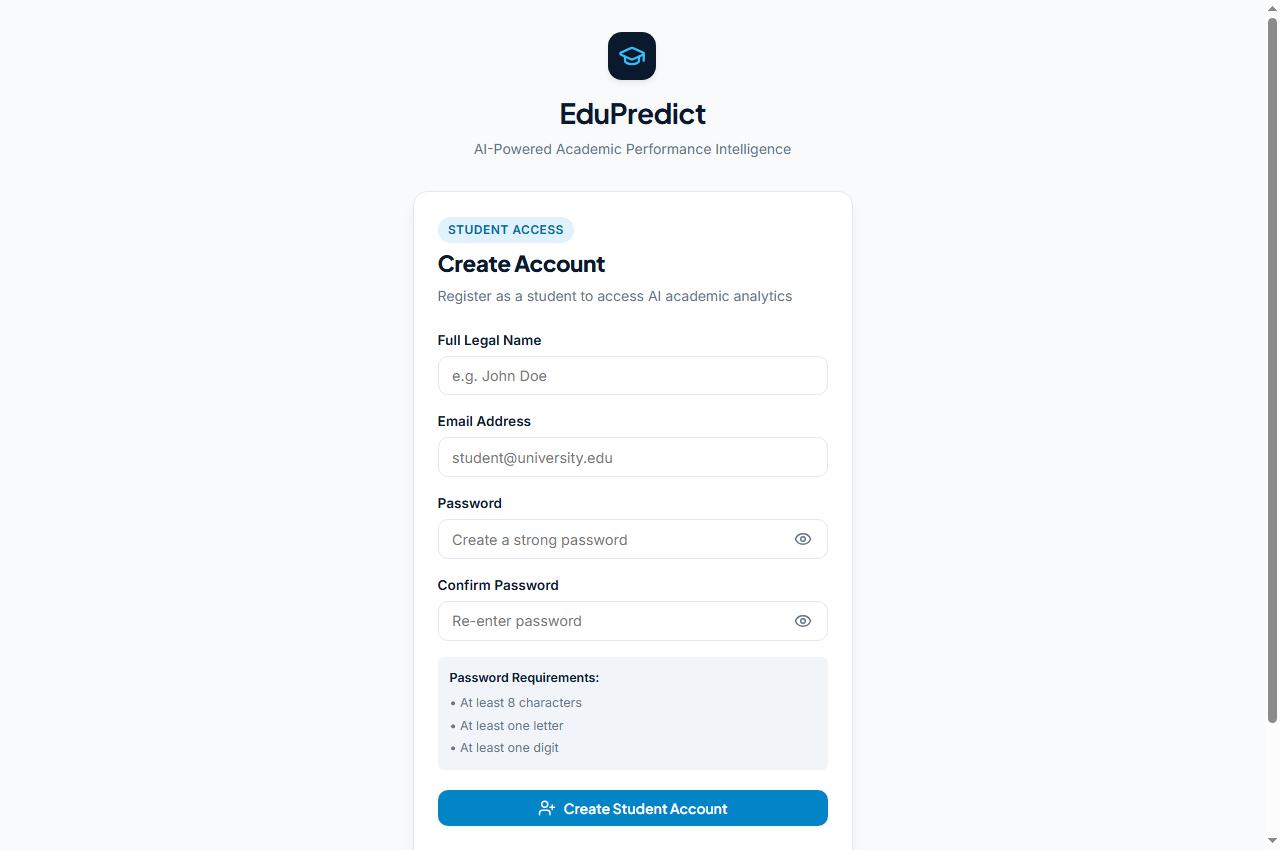 EduPredict
AI-Powered Academic Performance Intelligence
STUDENT ACCESS
Create Account
Register as a student to access AI academic analytics
Full Legal Name
e.g. John Doe
Email Address
student@university.edu
Password
Create a strong password
Confirm Password
Re-enter password
Password Requirements:
• At least 8 characters
• At least one letter
• At least one digit
Create Student Account